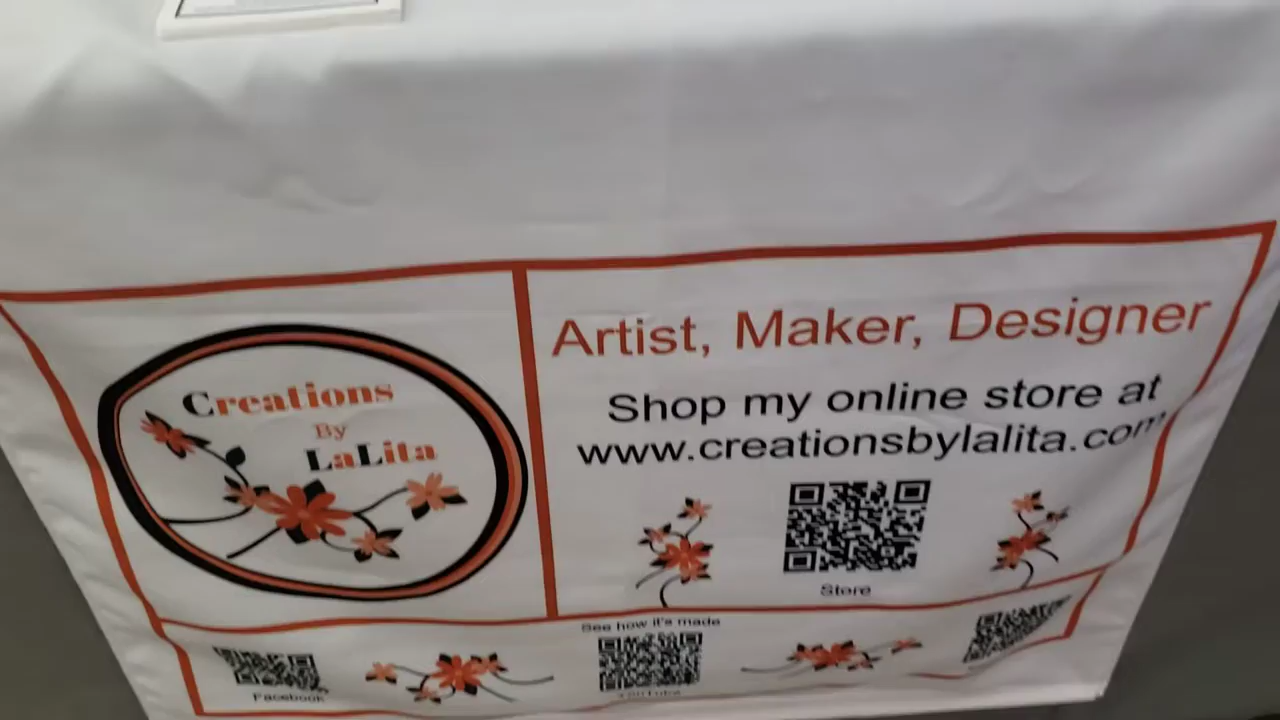 Creations
By
LaLita
Artist, Maker, Designer
Shop my online store at
www.creationsbylalita.com
Store
See how it's made
Facebook
YouTube